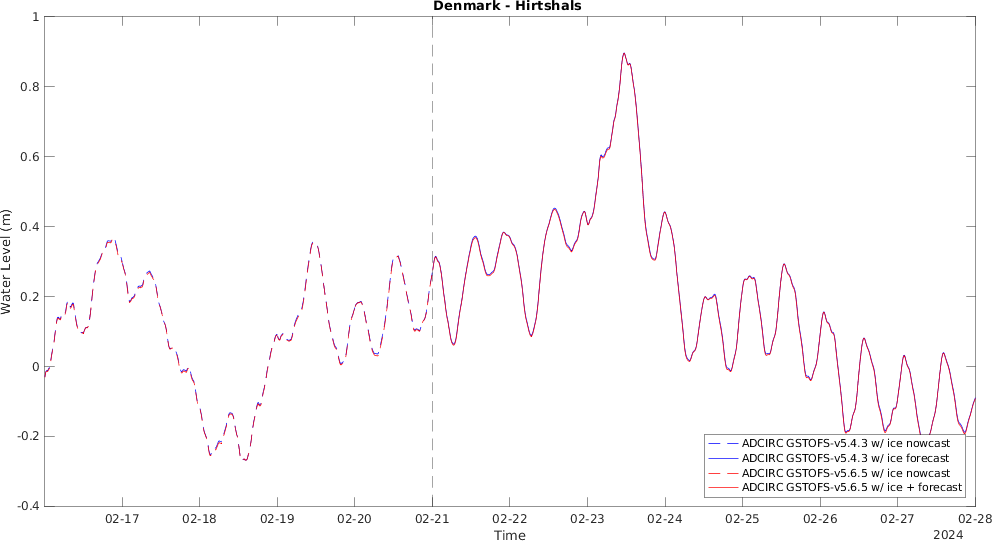 Denmark - Hirtshals
Water Level (m)
1
0.8
0.6
0.4
0.2
0
-0.2
-0.4
ADCIRC GSTOFS-v5.4.3 w/ ice nowcast
ADCIRC GSTOFS-v5.4.3 w/ ice forecast
ADCIRC GSTOFS-v5.6.5 w/ ice nowcast
ADCIRC GSTOFS-v5.6.5 w/ ice + forecast
02-17 02-18 02-19 02-20 02-21 02-22 02-23 02-24 02-25 02-26 02-27 02-28
Time
2024